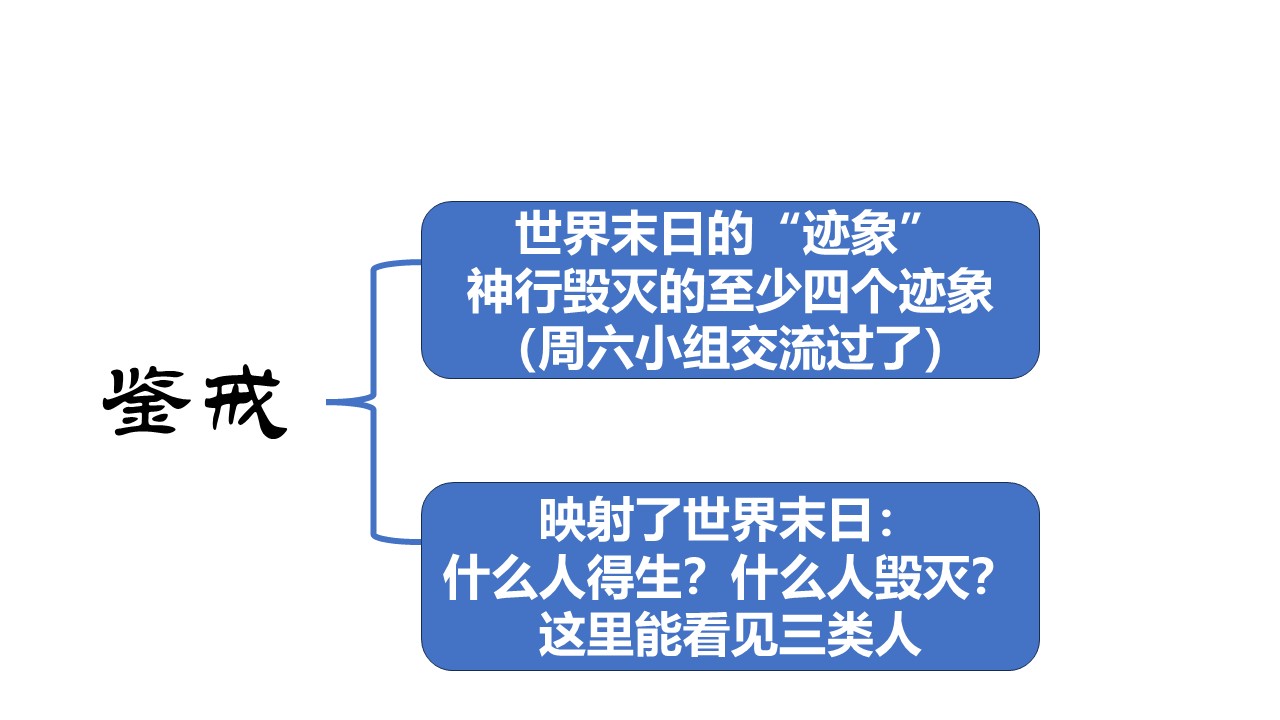 鉴戒
世界末日的“迹象”
神行毁灭的至少四个迹象
（周六小组交流过了）
映射了世界末日：
什么人得生？什么人毁灭？
这里能看见三类人